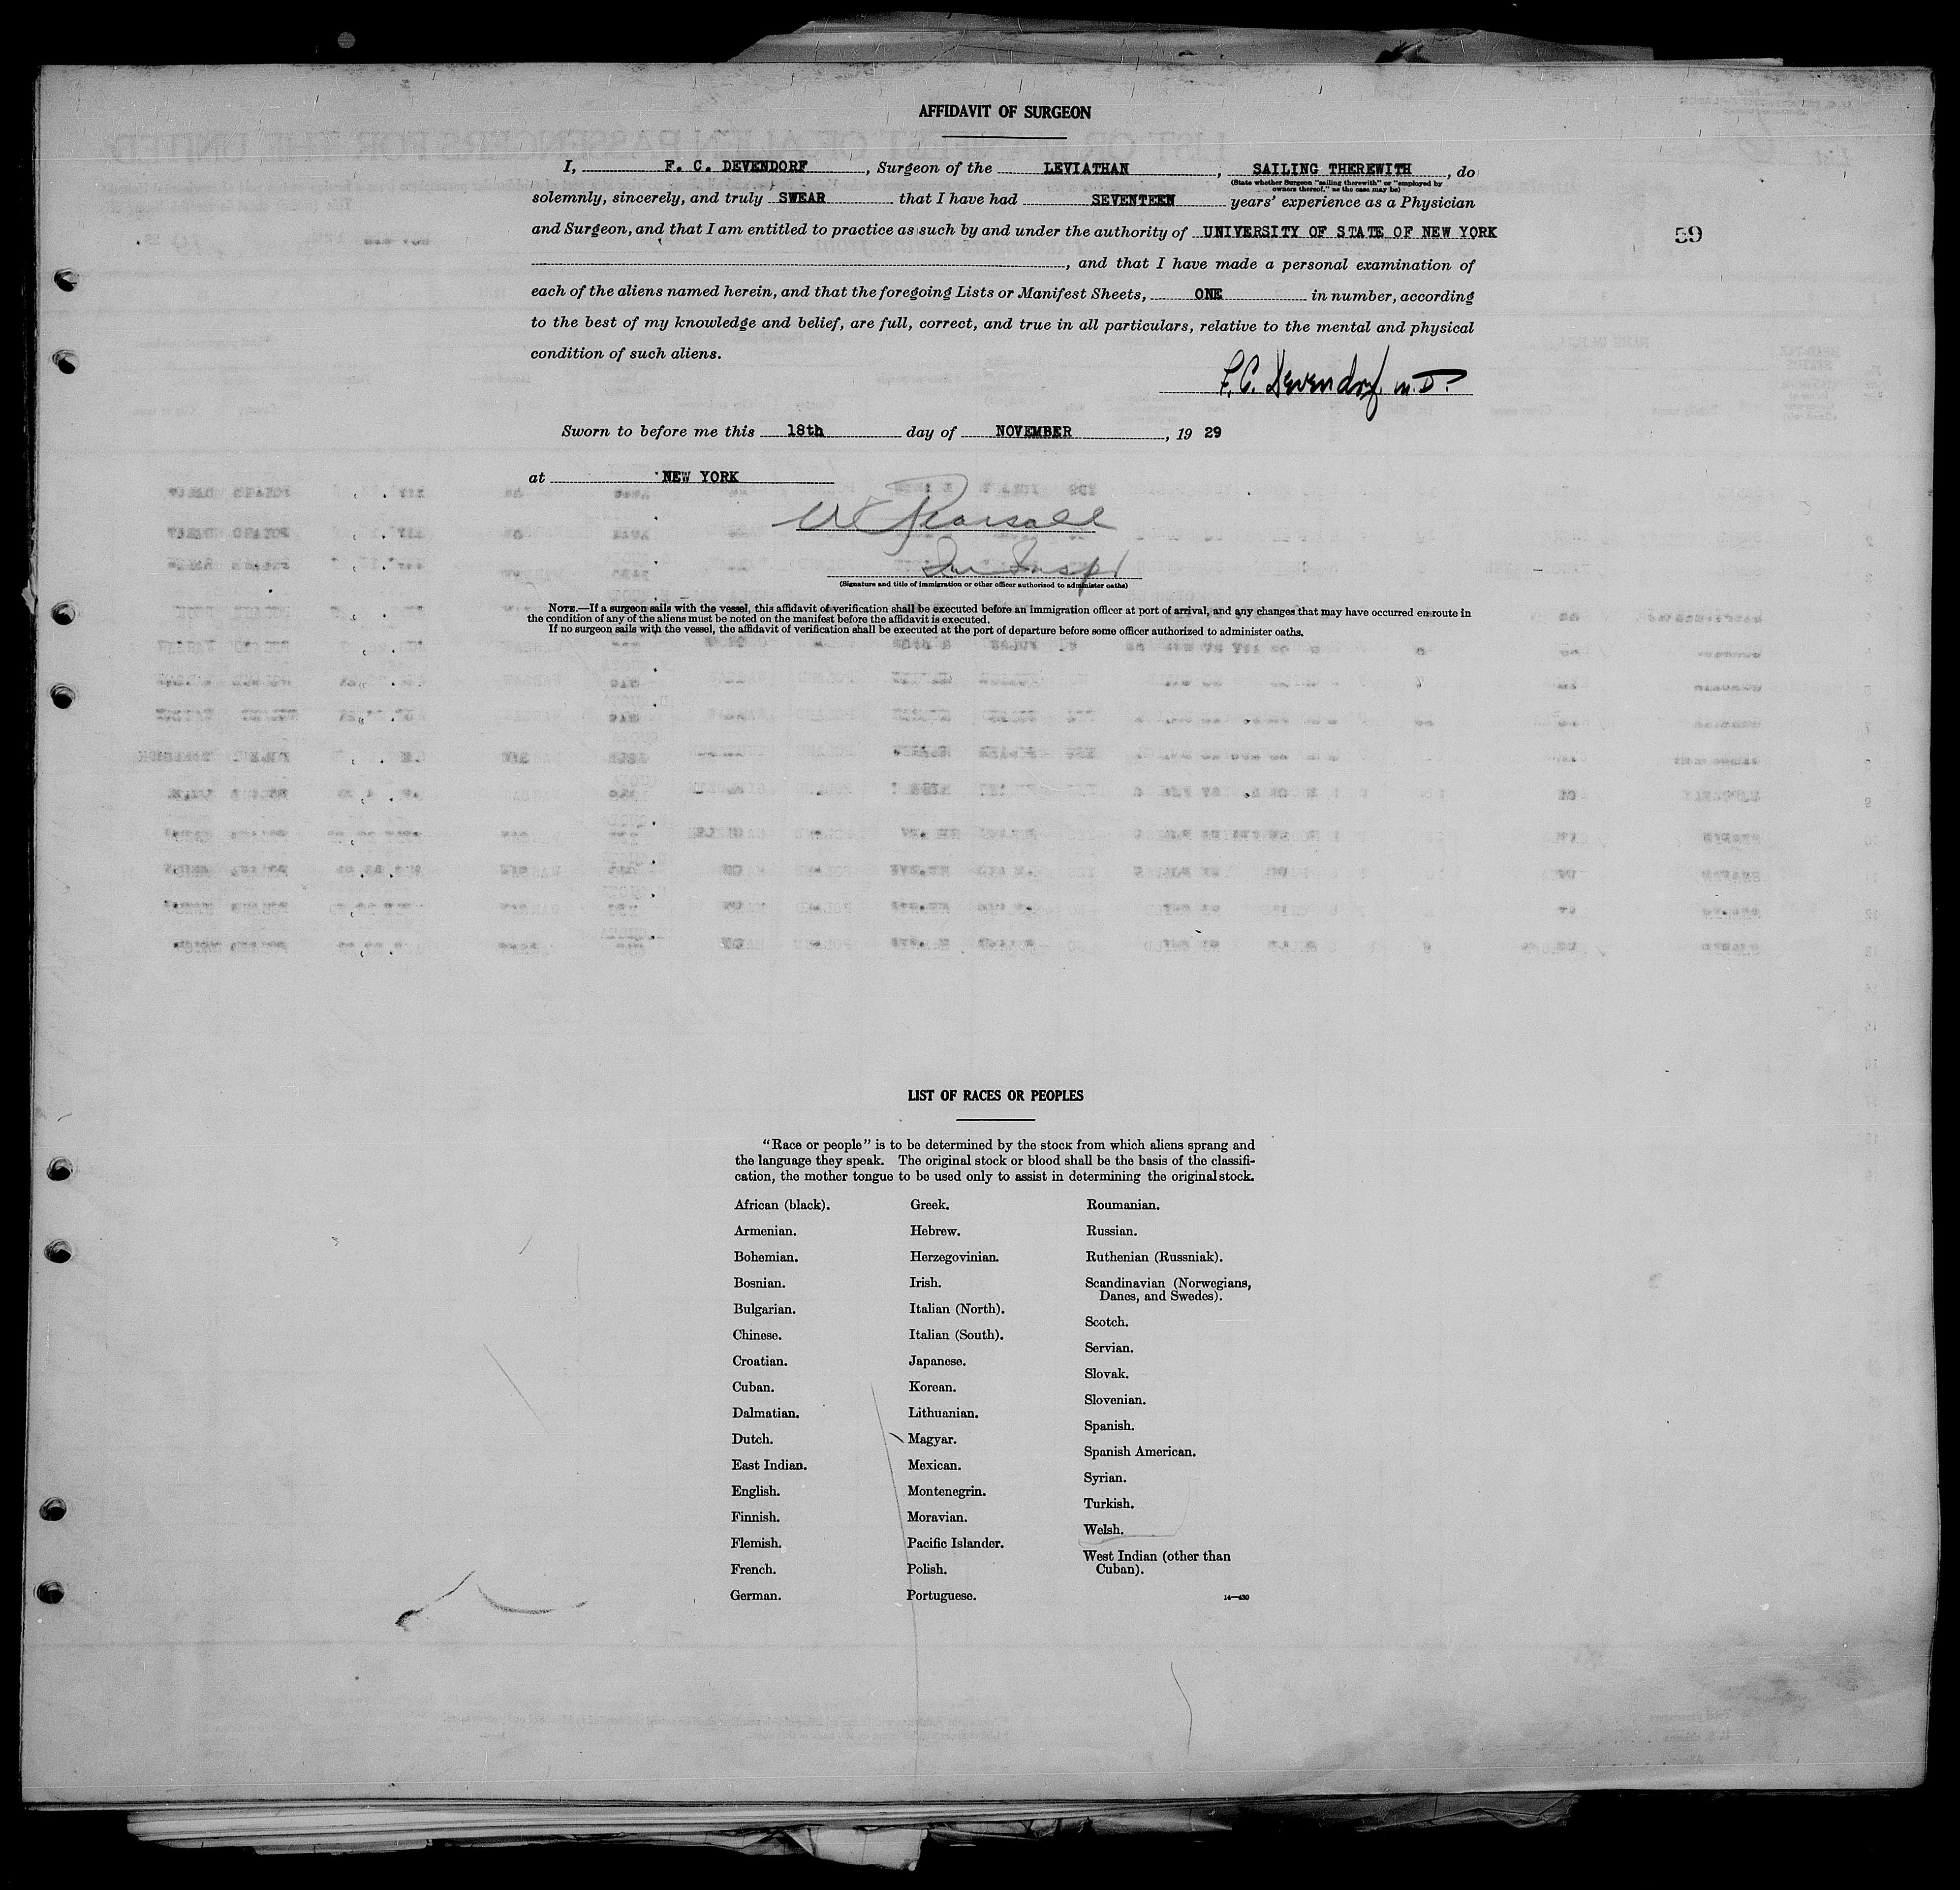 AFFIDAVIT OF SURGEON
I, F. C. DEVENDORF, Surgeon of the LEVIATHAN, SAILING THEREWITH, do
(State whether Surgeon "sailing therewith" or "employed by
owners thereof," as the case may be)
solemnly, sincerely, and truly SWEAR that I have had SEVENTEEN years' experience as a Physician
and Surgeon, and that I am entitled to practice as such by and under the authority of UNIVERSITY OF STATE OF NEW YORK
59
, and that I have made a personal examination of
each of the aliens named herein, and that the foregoing Lists or Manifest Sheets, ONE in number, according
to the best of my knowledge and belief, are full, correct, and true in all particulars, relative to the mental and physical
condition of such aliens.
F. C. Devendorf, M.D.
Sworn to before me this 18th day of NOVEMBER, 19 29
at NEW YORK
Pearsall
Insp
(Signature and title of immigration or other officer authorized to administer oaths)
NOTE.—If a surgeon sails with the vessel, this affidavit of verification shall be executed before an immigration officer at port of arrival, and any changes that may have occurred en route in
the condition of any of the aliens must be noted on the manifest before the affidavit is executed.
If no surgeon sails with the vessel, the affidavit of verification shall be executed at the port of departure before some officer authorized to administer oaths.
LIST OF RACES OR PEOPLES
"Race or people" is to be determined by the stock from which aliens sprang and
the language they speak. The original stock or blood shall be the basis of the classifi-
cation, the mother tongue to be used only to assist in determining the original stock.
African (black).
Armenian.
Bohemian.
Bosnian.
Bulgarian.
Chinese.
Croatian.
Cuban.
Dalmatian.
Dutch.
East Indian.
English.
Finnish.
Flemish.
French.
German.
Greek.
Hebrew.
Herzegovinian.
Irish.
Italian (North).
Italian (South).
Japanese.
Korean.
Lithuanian.
Magyar.
Mexican.
Montenegrin.
Moravian.
Pacific Islander.
Polish.
Portuguese.
Roumanian.
Russian.
Ruthenian (Russniak).
Scandinavian (Norwegians,
Danes, and Swedes).
Scotch.
Servian.
Slovak.
Slovenian.
Spanish.
Spanish American.
Syrian.
Turkish.
Welsh.
West Indian (other than
Cuban).
14—430